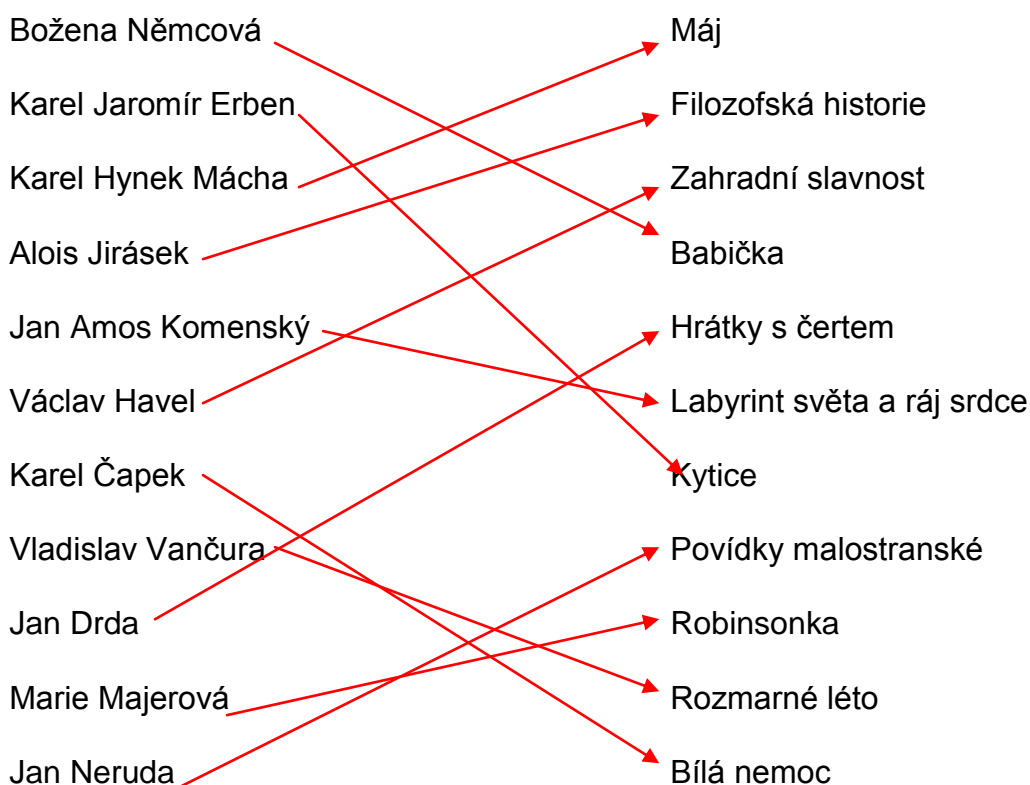 Božena Němcová Máj
Karel Jaromír Erben Filozofská historie
Karel Hynek Mácha Zahradní slavnost
Alois Jirásek Babička
Jan Amos Komenský Hrátky s čertem
Václav Havel Labyrint světa a ráj srdce
Karel Čapek Kytice
Vladislav Vančura Povídky malostranské
Jan Drda Robinsonka
Marie Majerová Rozmarné léto
Jan Neruda Bílá nemoc